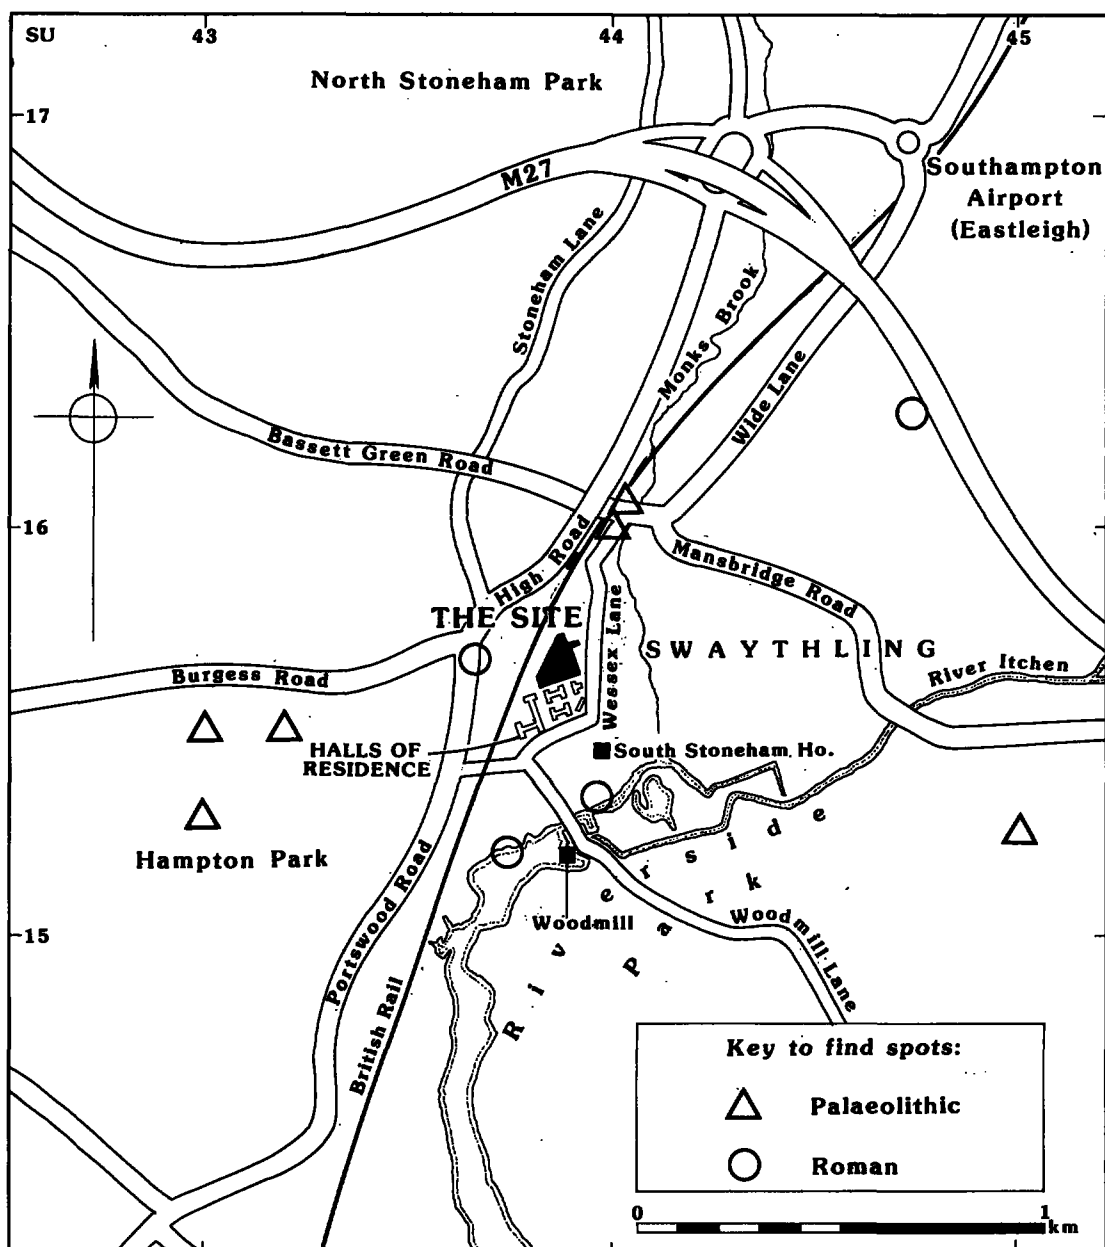 SU
43
44
45
North Stoneham Park
17
M27
Southampton
Airport
(Eastleigh)
Stoneham Lane
Monks Brook
Wide Lane
Bassett Green Road
16
High Road
Mansbridge Road
THE SITE
SWAYTHLING
Wessex Lane
River Itchen
Burgess Road
HALLS OF
RESIDENCE
South Stoneham Ho.
Hampton Park
Riverside
Park
Portswood Road
Woodmill
Woodmill Lane
15
British Rail
Key to find spots:
Palaeolithic
Roman
0
1
km